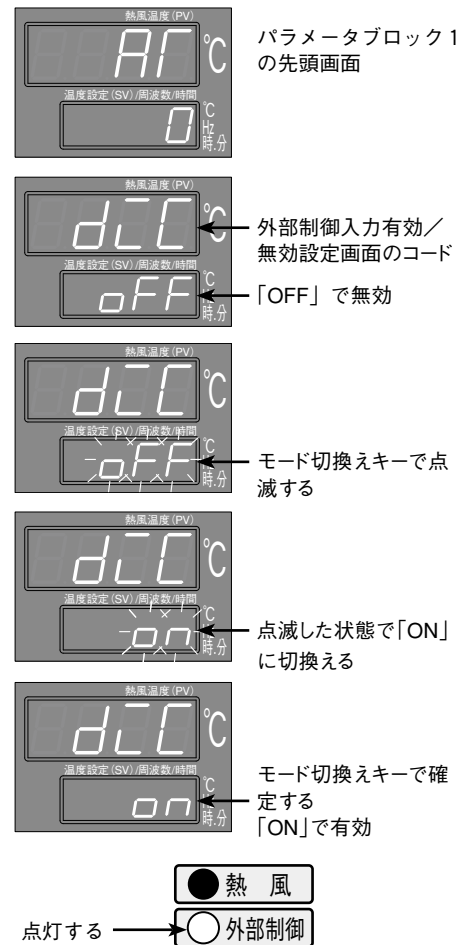 熱風温度(PV)
AT ℃
温度設定(SV)/周波数/時間
0
℃
Hz
時.分
パラメータブロック1
の先頭画面
熱風温度(PV)
℃
外部制御入力有効／
無効設定画面のコード
温度設定(SV)/周波数/時間
oFF
℃
時.分
「OFF」で無効
熱風温度(PV)
℃
温度設定(SV)/周波数/時間
oFF
℃
時.分
モード切換えキーで点
滅する
熱風温度(PV)
℃
温度設定(SV)/周波数/時間
on
℃
時.分
点滅した状態で「ON」
に切換える
熱風温度(PV)
℃
温度設定(SV)/周波数/時間
on
℃
時.分
モード切換えキーで確
定する
「ON」で有効
熱 風
点灯する
外部制御